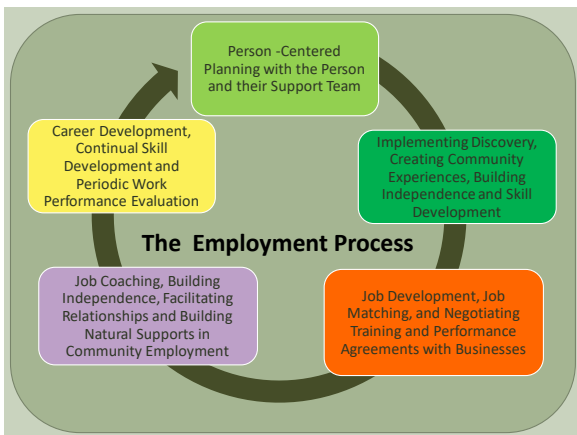 Person -Centered
Planning with the Person
and their Support Team
Implementing Discovery,
Creating Community
Experiences, Building
Independence and Skill
Development
Job Development, Job
Matching, and Negotiating
Training and Performance
Agreements with Businesses
Job Coaching, Building
Independence, Facilitating
Relationships and Building
Natural Supports in
Community Employment
Career Development,
Continual Skill
Development and
Periodic Work
Performance Evaluation
The Employment Process